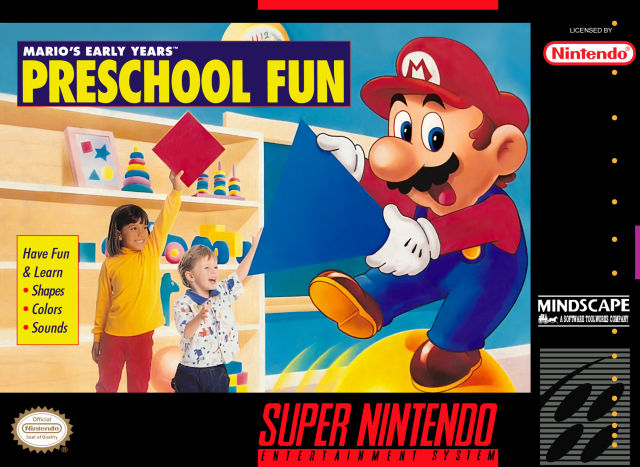 MARIO'S EARLY YEARS™
PRESCHOOL FUN
LICENSED BY
Nintendo®
M
Have Fun
& Learn
• Shapes
• Colors
• Sounds
MINDSCAPE
A SOFTWARE TOOLWORKS COMPANY
Official
Nintendo
Seal of Quality
®
SUPER NINTENDO
ENTERTAINMENT SYSTEM